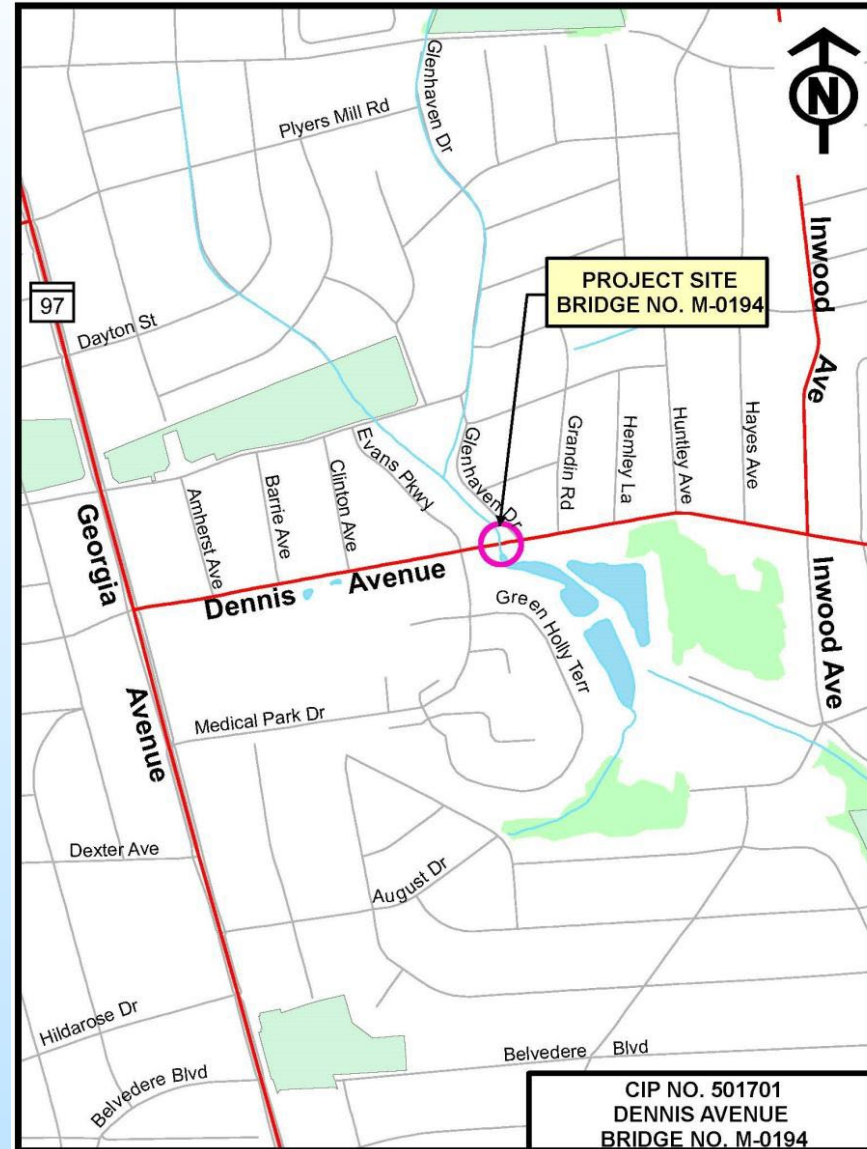 N
Glenhaven Dr
Plyers Mill Rd
Inwood Ave
PROJECT SITE
BRIDGE NO. M-0194
97
Dayton St
Evans Pkwy
Glenhaven Dr
Grandin Rd
Hemley La
Huntley Ave
Hayes Ave
Amherst Ave
Barrie Ave
Clinton Ave
Georgia Avenue
Dennis Avenue
Green Holly Terr
Inwood Ave
Medical Park Dr
Dexter Ave
August Dr
Hildarose Dr
Belvedere Blvd
Belvedere Blvd
CIP NO. 501701
DENNIS AVENUE
BRIDGE NO. M-0194